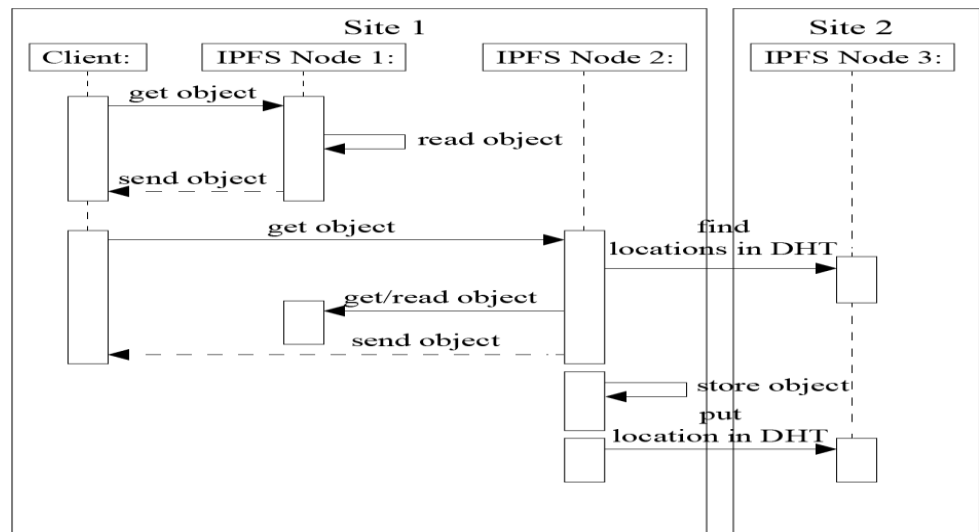 Site 1
Site 2
Client:
IPFS Node 1:
IPFS Node 2:
IPFS Node 3:
get object
read object
send object
get object
find
locations in DHT
get/read object
send object
store object
put
location in DHT